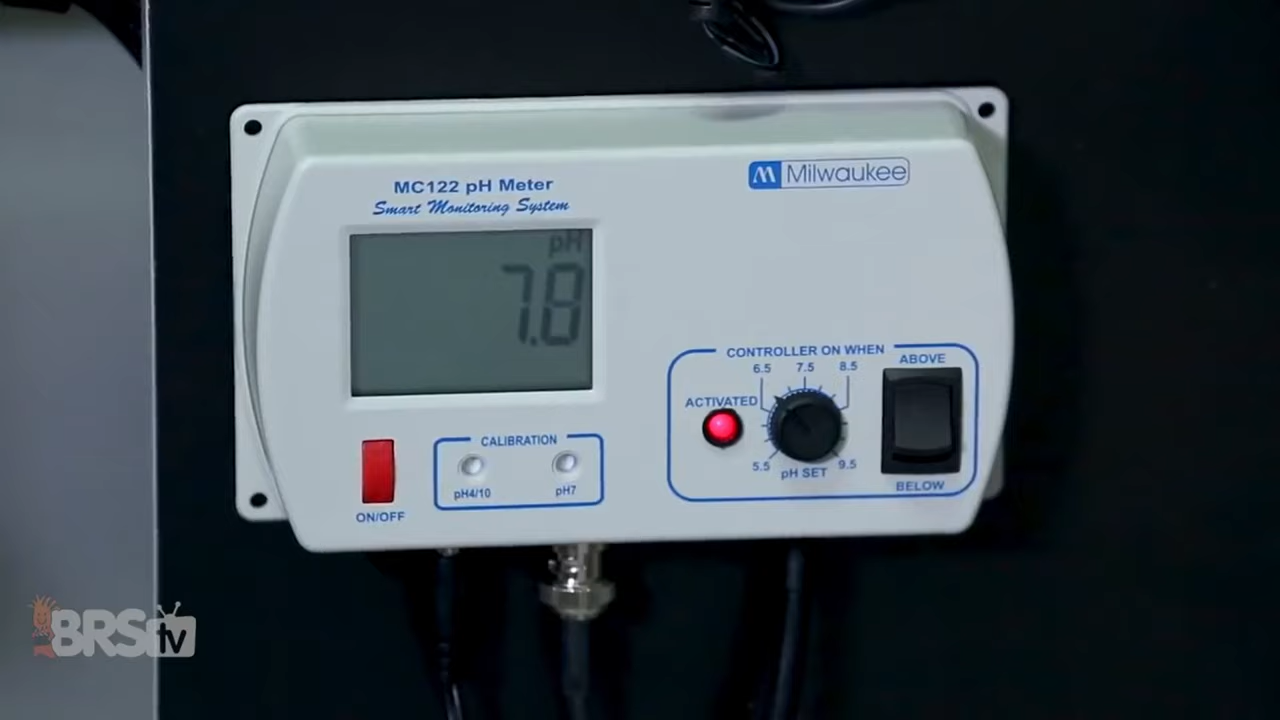 MC122 pH Meter
Smart Monitoring System
Milwaukee
pH
7.8
CONTROLLER ON WHEN
6.5 7.5 8.5
ABOVE
ACTIVATED
5.5 9.5
pH SET
BELOW
CALIBRATION
pH4/10 pH7
ON/OFF
BRStv